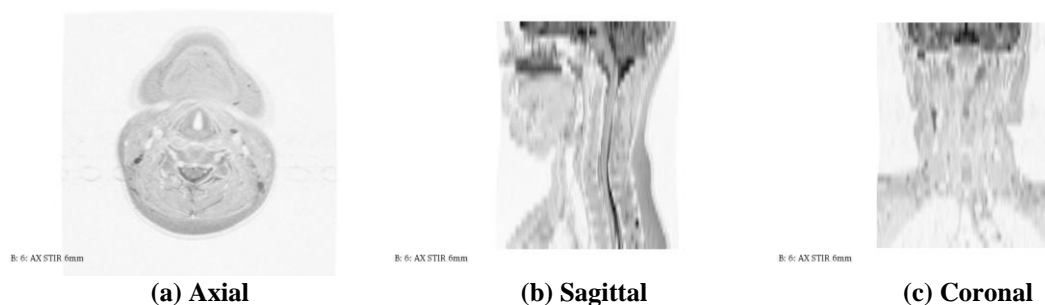 B: 6: AX STIR 6mm
B: 6: AX STIR 6mm
B: 6: AX STIR 6mm
(a) Axial
(b) Sagittal
(c) Coronal